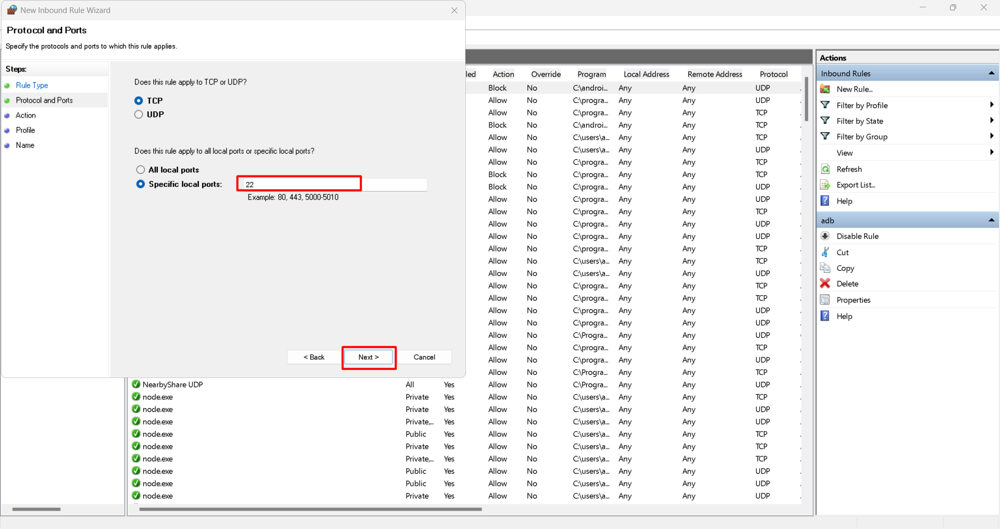 New Inbound Rule Wizard
Protocol and Ports
Specify the protocols and ports to which this rule applies.
Steps:
Rule Type
Protocol and Ports
Action
Profile
Name
Does this rule apply to TCP or UDP?
TCP
UDP
Does this rule apply to all local ports or specific local ports?
All local ports
Specific local ports: 22
Example: 80, 443, 5000-5010
< Back Next > Cancel
led Action Override Program Local Address Remote Address Protocol
Block No C:\androi... Any Any UDP
Allow No C:\progra... Any Any UDP
Allow No C:\progra... Any Any TCP
Block No C:\androi... Any Any TCP
Allow No C:\users\a... Any Any TCP
Allow No C:\users\a... Any Any UDP
Allow No C:\progra... Any Any TCP
Block No C:\progra... Any Any TCP
Block No C:\progra... Any Any UDP
Allow No C:\progra... Any Any UDP
Allow No C:\progra... Any Any TCP
Allow No C:\progra... Any Any UDP
Allow No C:\progra... Any Any UDP
Allow No C:\progra... Any Any TCP
Allow No C:\users\a... Any Any TCP
Allow No C:\users\a... Any Any UDP
Allow No C:\progra... Any Any TCP
Allow No C:\progra... Any Any TCP
Allow No C:\progra... Any Any UDP
Allow No C:\progra... Any Any UDP
Allow No C:\Progra... Any Any UDP
Allow No C:\progra... Any Any TCP
Allow No C:\progra... Any Any UDP
Allow No C:\Progra... Any Any TCP
NearbyShare UDP All Yes Allow No C:\Progra... Any Any UDP
node.exe Private Yes Allow No C:\users\a... Any Any TCP
node.exe Private Yes Allow No C:\users\a... Any Any UDP
node.exe Private,... Yes Allow No C:\users\a... Any Any UDP
node.exe Public Yes Allow No C:\users\a... Any Any TCP
node.exe Private Yes Allow No C:\users\a... Any Any TCP
node.exe Private,... Yes Allow No C:\users\a... Any Any TCP
node.exe Public Yes Allow No C:\users\a... Any Any UDP
node.exe Public Yes Allow No C:\users\a... Any Any UDP
node.exe Private Yes Allow No C:\users\a... Any Any UDP
Actions
Inbound Rules
New Rule...
Filter by Profile
Filter by State
Filter by Group
View
Refresh
Export List...
Help
adb
Disable Rule
Cut
Copy
Delete
Properties
Help